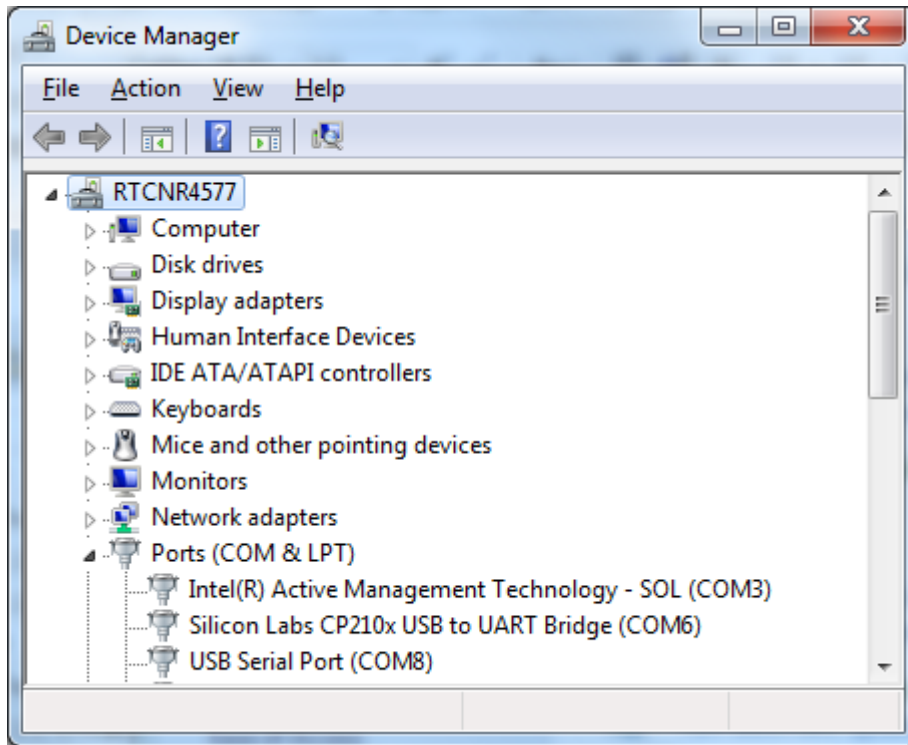 Device Manager
File Action View Help
RTCNR4577
Computer
Disk drives
Display adapters
Human Interface Devices
IDE ATA/ATAPI controllers
Keyboards
Mice and other pointing devices
Monitors
Network adapters
Ports (COM & LPT)
Intel(R) Active Management Technology - SOL (COM3)
Silicon Labs CP210x USB to UART Bridge (COM6)
USB Serial Port (COM8)